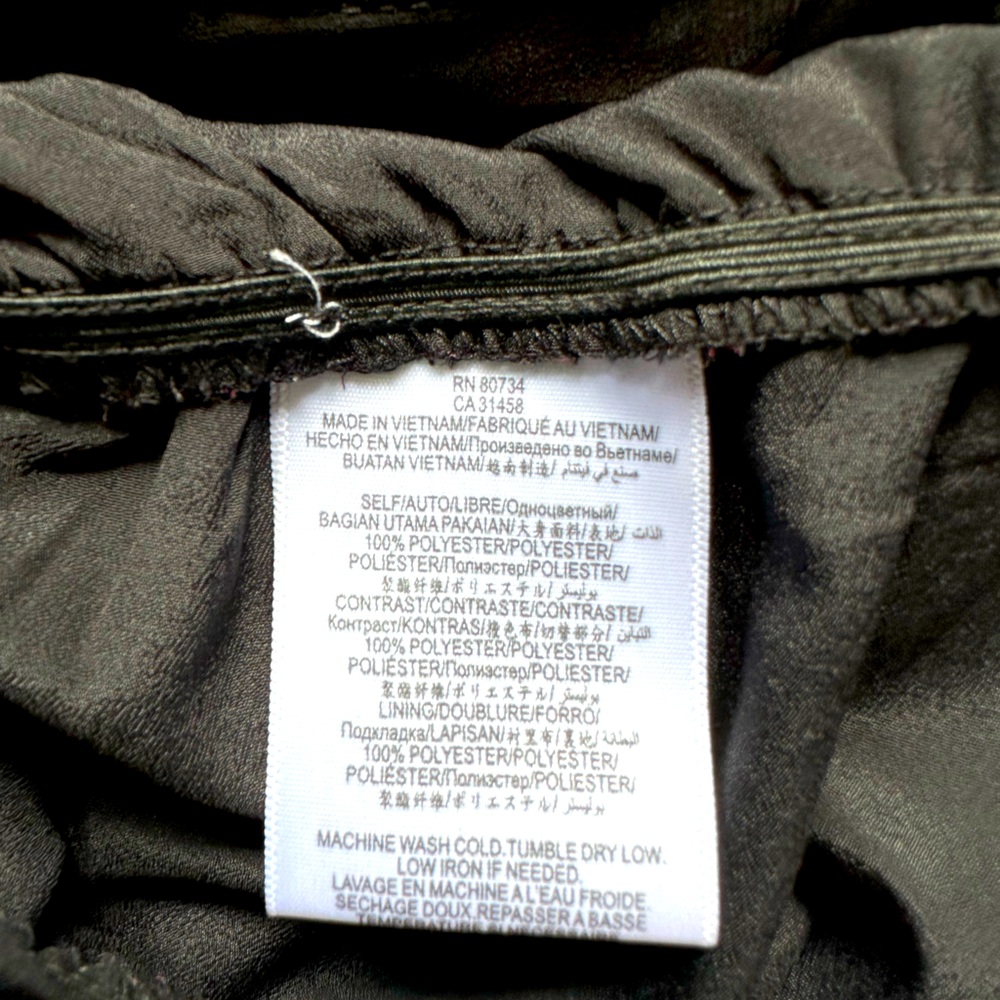 RN 80734
CA 31458
MADE IN VIETNAM/FABRIQUÉ AU VIETNAM/
HECHO EN VIETNAM/Произведено во Вьетнаме/
BUATAN VIETNAM/越南制造/ صنع في فيتنام
SELF/AUTO/LIBRE/Одноцветный/
BAGIAN UTAMA PAKAIAN/大身面料/表地/ الذات
100% POLYESTER/POLYESTER/
POLIÉSTER/Полиэстер/POLIESTER/
聚酯纤维/ポリエステル/ بوليستر
CONTRAST/CONTRASTE/CONTRASTE/
Контраст/KONTRAS/撞色布/切替部分/ التباين
100% POLYESTER/POLYESTER/
POLIÉSTER/Полиэстер/POLIESTER/
聚酯纤维/ポリエステル/ بوليستر
LINING/DOUBLURE/FORRO/
Подкладка/LAPISAN/衬里布/裏地/ البطانة
100% POLYESTER/POLYESTER/
POLIÉSTER/Полиэстер/POLIESTER/
聚酯纤维/ポリエステル/ بوليستر
MACHINE WASH COLD.TUMBLE DRY LOW.
LOW IRON IF NEEDED.
LAVAGE EN MACHINE A L'EAU FROIDE.
SECHAGE DOUX.REPASSER A BASSE
TEMPERATURE SI NECESSAIRE